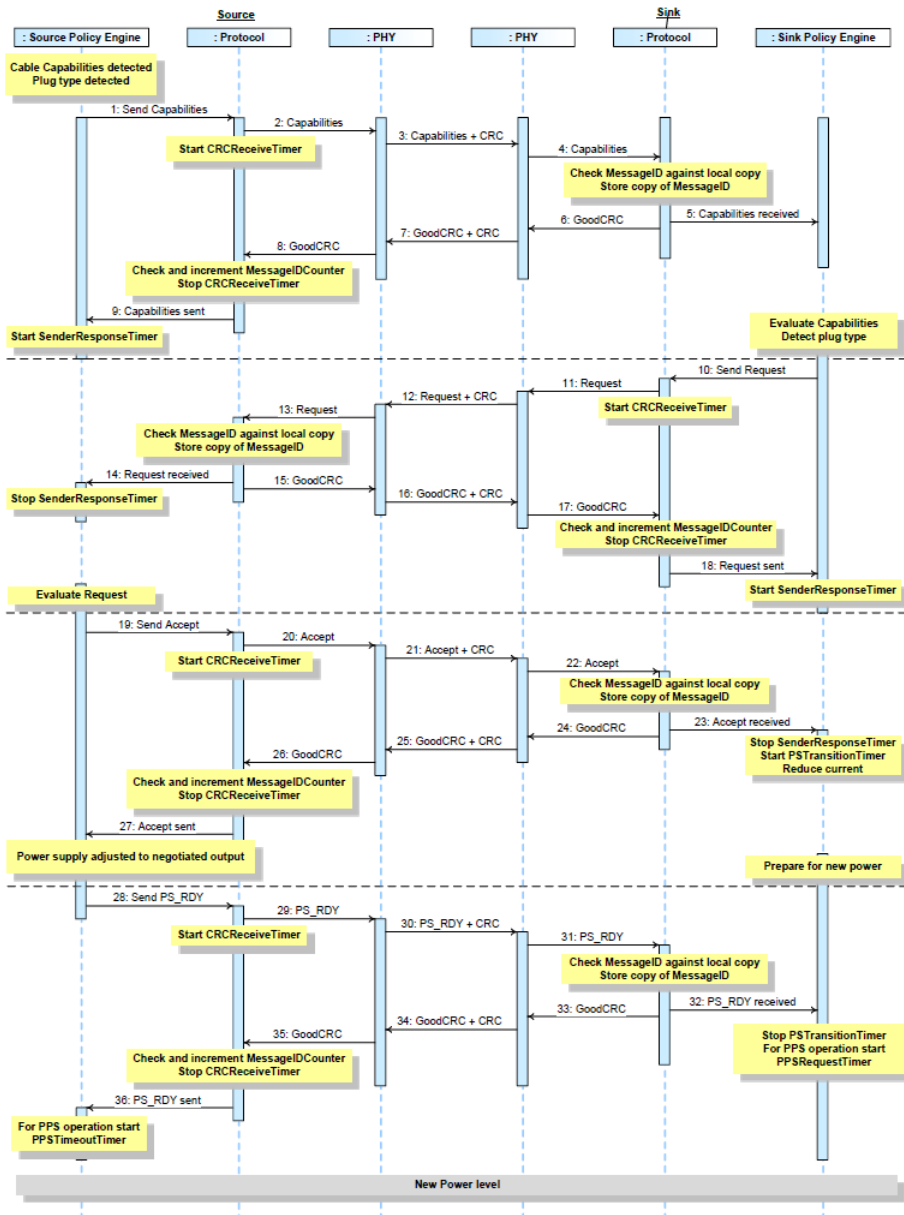 Source
Sink
: Source Policy Engine
: Protocol
: PHY
: PHY
: Protocol
: Sink Policy Engine
Cable Capabilities detected
Plug type detected
1: Send Capabilities
2: Capabilities
Start CRCReceiveTimer
3: Capabilities + CRC
4: Capabilities
Check MessageID against local copy
Store copy of MessageID
5: Capabilities received
6: GoodCRC
7: GoodCRC + CRC
8: GoodCRC
Check and increment MessageIDCounter
Stop CRCReceiveTimer
9: Capabilities sent
Start SenderResponseTimer
Evaluate Capabilities
Detect plug type
10: Send Request
11: Request
Start CRCReceiveTimer
12: Request + CRC
13: Request
Check MessageID against local copy
Store copy of MessageID
14: Request received
Stop SenderResponseTimer
15: GoodCRC
16: GoodCRC + CRC
17: GoodCRC
Check and increment MessageIDCounter
Stop CRCReceiveTimer
18: Request sent
Start SenderResponseTimer
Evaluate Request
19: Send Accept
20: Accept
Start CRCReceiveTimer
21: Accept + CRC
22: Accept
Check MessageID against local copy
Store copy of MessageID
23: Accept received
24: GoodCRC
Stop SenderResponseTimer
Start PSTransitionTimer
Reduce current
25: GoodCRC + CRC
26: GoodCRC
Check and increment MessageIDCounter
Stop CRCReceiveTimer
27: Accept sent
Power supply adjusted to negotiated output
Prepare for new power
28: Send PS_RDY
29: PS_RDY
Start CRCReceiveTimer
30: PS_RDY + CRC
31: PS_RDY
Check MessageID against local copy
Store copy of MessageID
32: PS_RDY received
33: GoodCRC
34: GoodCRC + CRC
35: GoodCRC
Stop PSTransitionTimer
For PPS operation start
PPSRequestTimer
Check and increment MessageIDCounter
Stop CRCReceiveTimer
36: PS_RDY sent
For PPS operation start
PPSTimeoutTimer
New Power level